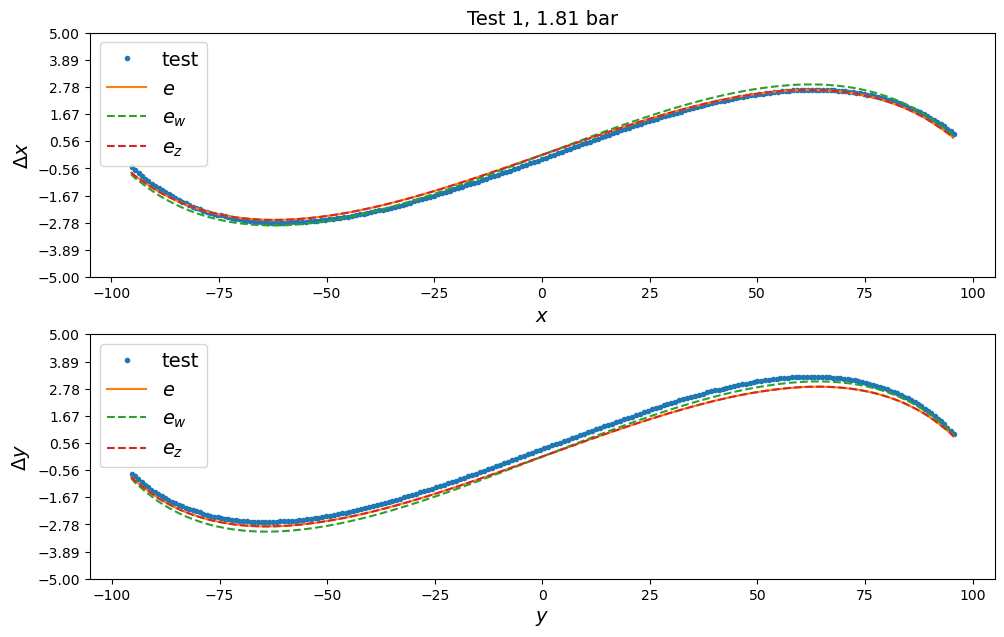 Test 1, 1.81 bar
5.00
3.89
2.78
1.67
0.56
−0.56
−1.67
−2.78
−3.89
−5.00
Δx
test
e
e_w
e_z
−100
−75
−50
−25
0
25
50
75
100
x
5.00
3.89
2.78
1.67
0.56
−0.56
−1.67
−2.78
−3.89
−5.00
Δy
test
e
e_w
e_z
−100
−75
−50
−25
0
25
50
75
100
y